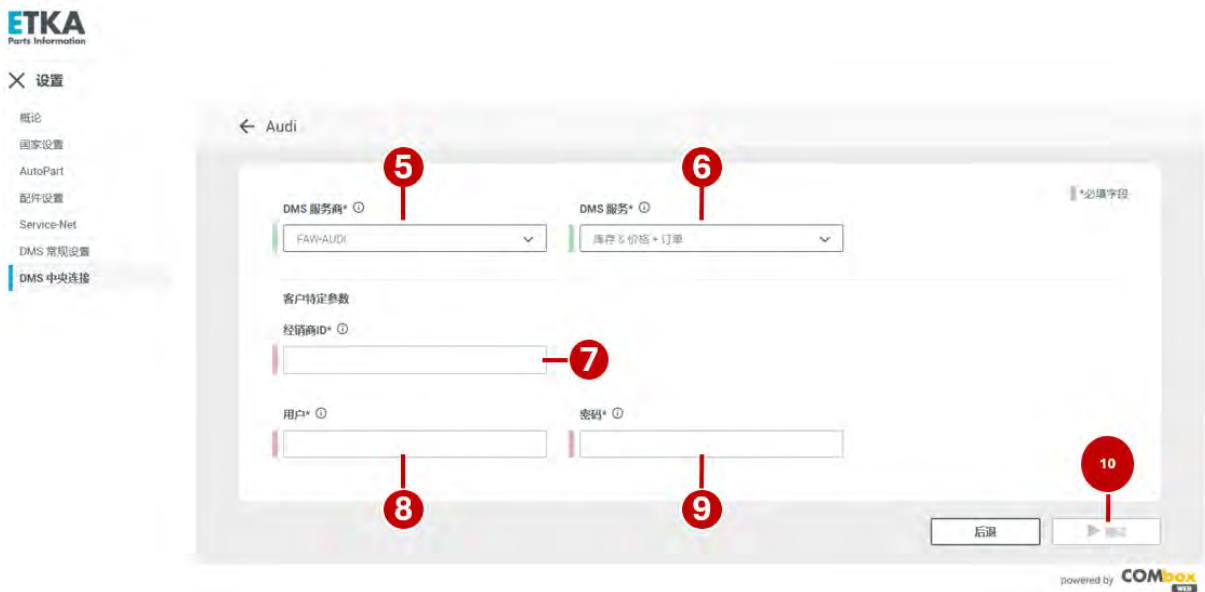 ETKA
Parts Information
设置
概论
国家设置
AutoPart
配件设置
Service-Net
DMS 常规设置
DMS 中央连接
Audi
5
6
*必填字段
DMS 服务商*
DMS 服务*
FAW-AUDI
库存 & 价格 + 订单
客户特定参数
经销商ID*
7
用户*
密码*
8
9
10
后退
powered by COMbox
WEB